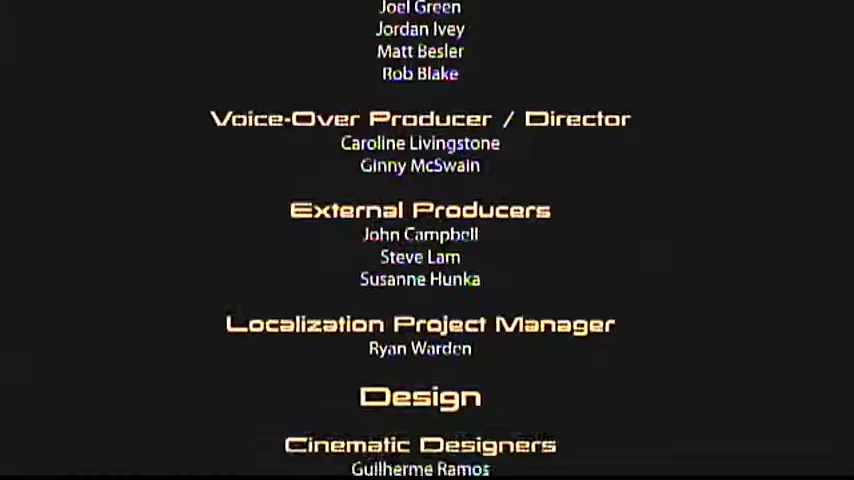 Joel Green
Jordan Ivey
Matt Besler
Rob Blake
Voice-Over Producer / Director
Caroline Livingstone
Ginny McSwain
External Producers
John Campbell
Steve Lam
Susanne Hunka
Localization Project Manager
Ryan Warden
Design
Cinematic Designers
Guilherme Ramos